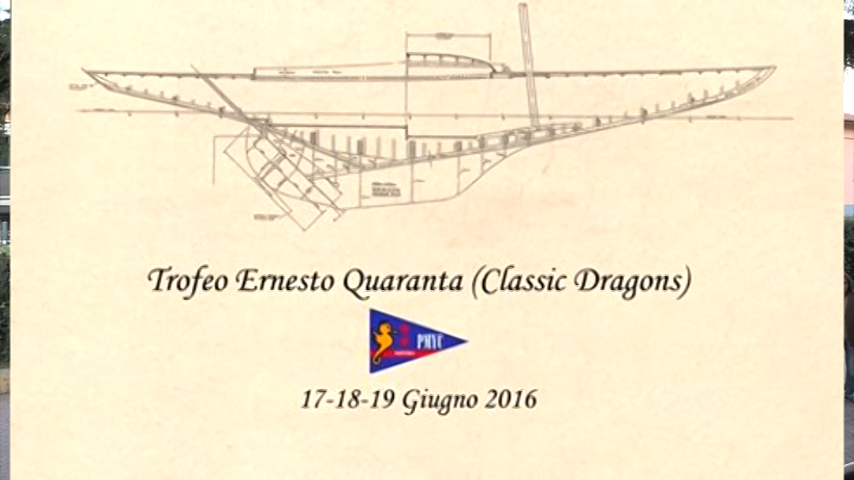 Trofeo Ernesto Quaranta (Classic Dragons)
PMYC
17-18-19 Giugno 2016